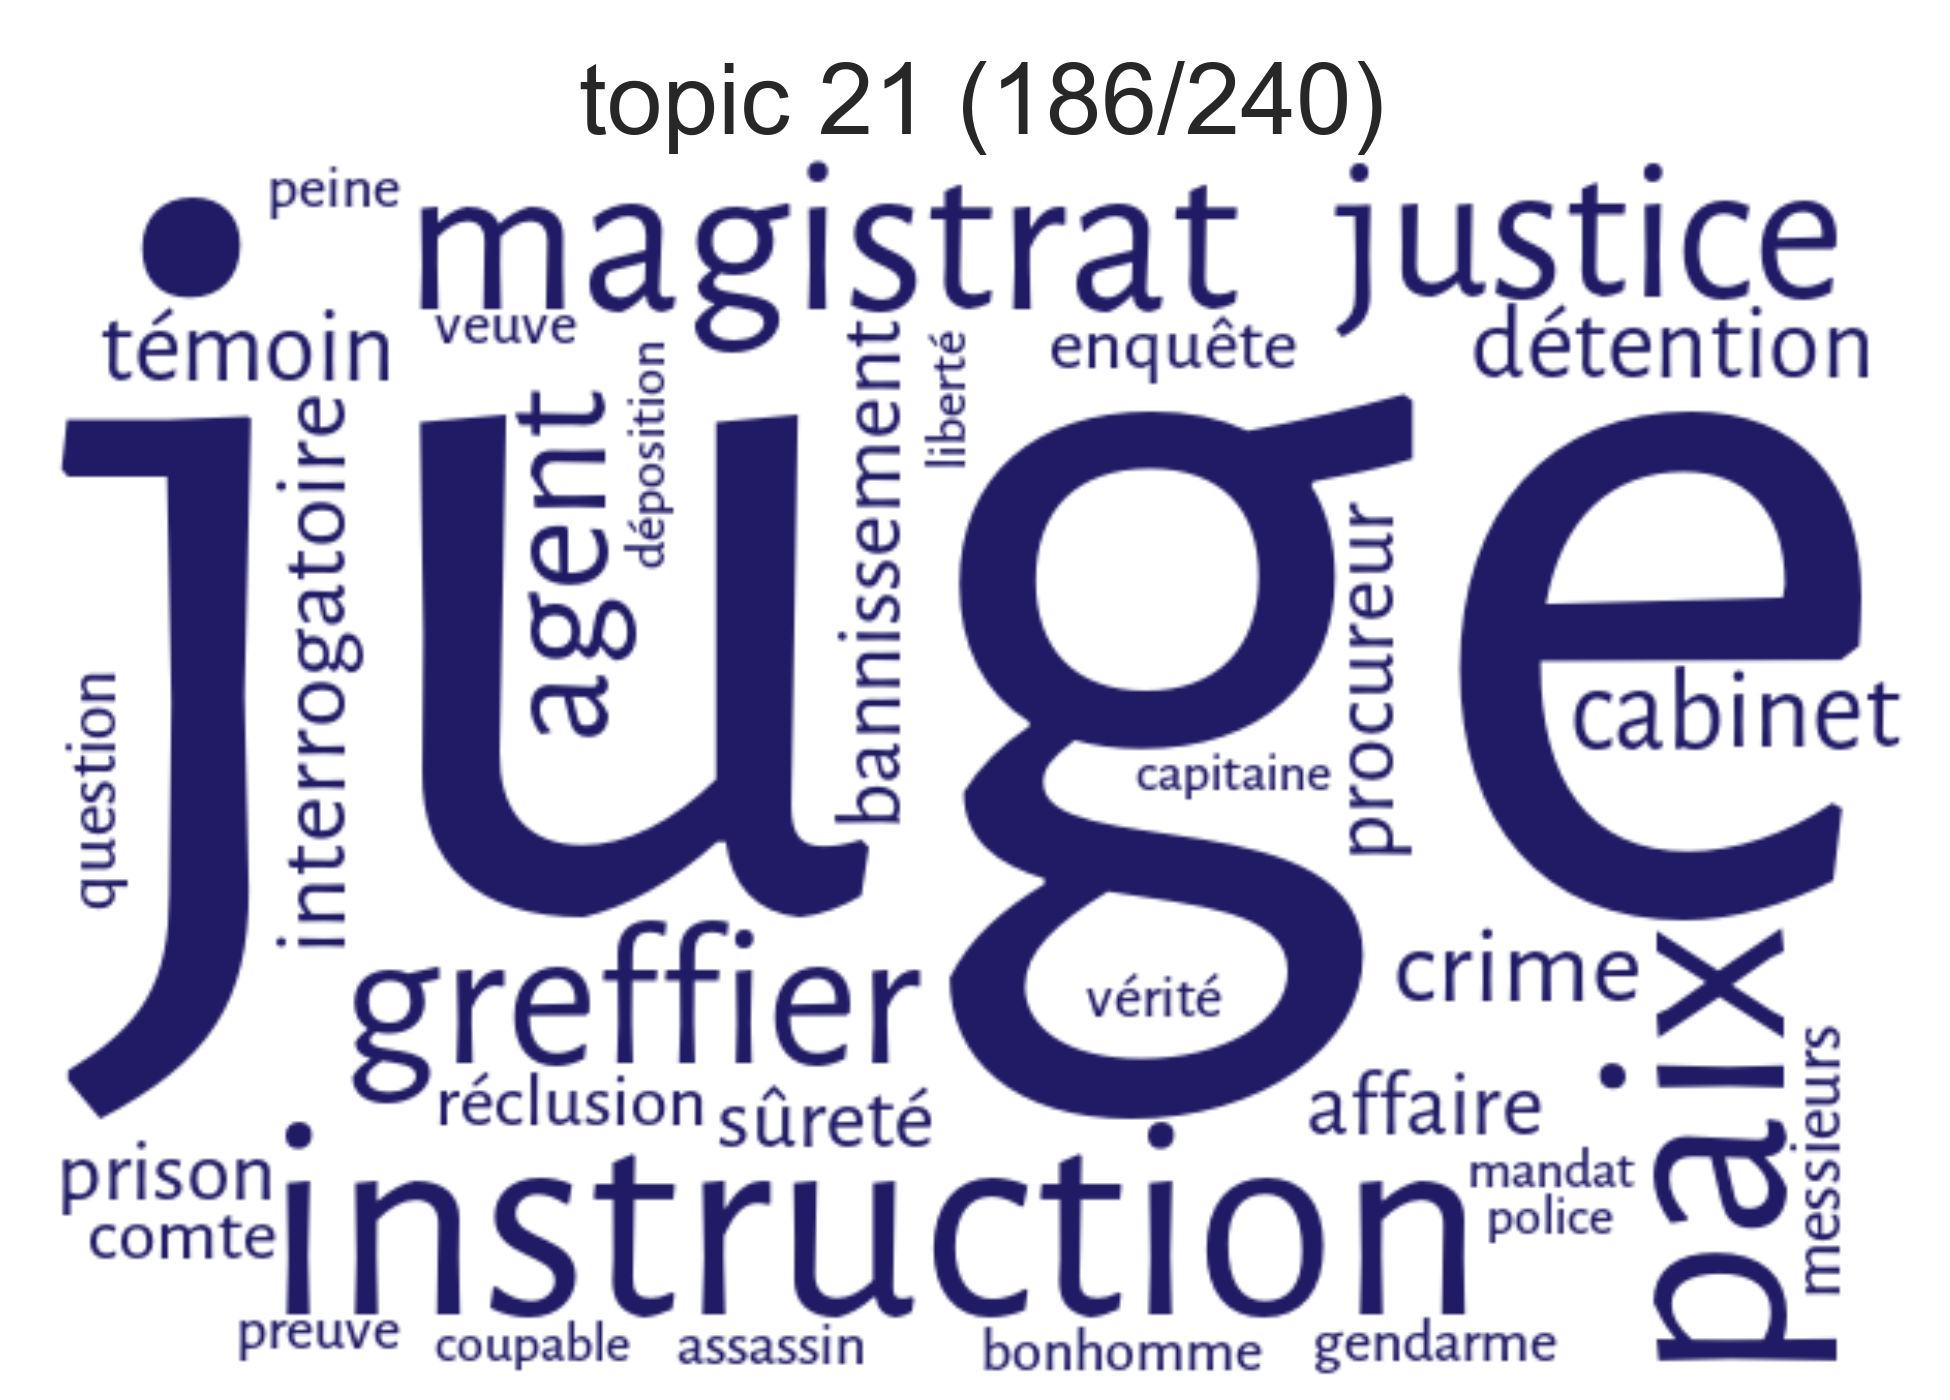 topic 21 (186/240)
peine
magistrat
justice
témoin
veuve
enquête
détention
juge
interrogatoire
agent
déposition
bannissement
liberté
procureur
question
cabinet
capitaine
greffier
vérité
crime
paix
réclusion
sûreté
affaire
messieurs
prison
comte
instruction
mandat
police
preuve
coupable
assassin
bonhomme
gendarme